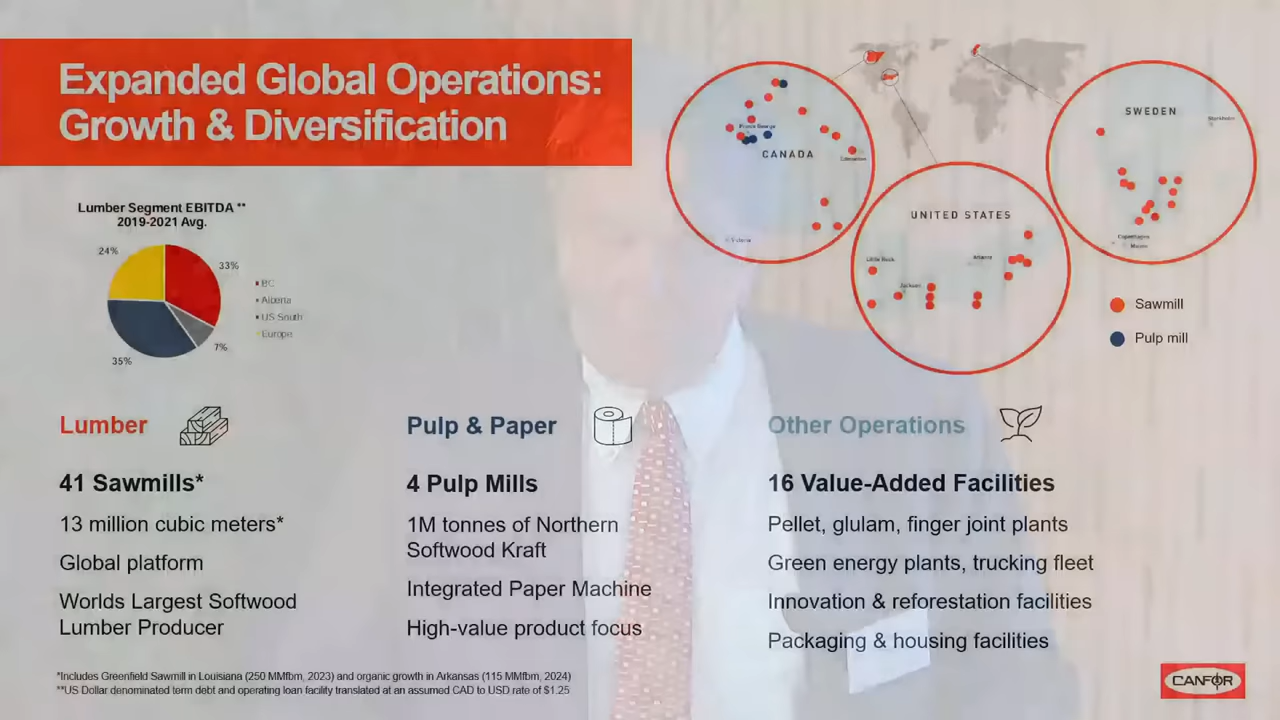 Expanded Global Operations:
Growth & Diversification
Lumber Segment EBITDA **
2019-2021 Avg.
24%
33%
7%
35%
BC
Alberta
US South
Europe
Prince George
CANADA
Edmonton
Victoria
UNITED STATES
Little Rock
Atlanta
Jackson
SWEDEN
Stockholm
Copenhagen
Malmö
Sawmill
Pulp mill
Lumber
41 Sawmills*
13 million cubic meters*
Global platform
Worlds Largest Softwood
Lumber Producer
Pulp & Paper
4 Pulp Mills
1M tonnes of Northern
Softwood Kraft
Integrated Paper Machine
High-value product focus
Other Operations
16 Value-Added Facilities
Pellet, glulam, finger joint plants
Green energy plants, trucking fleet
Innovation & reforestation facilities
Packaging & housing facilities
*Includes Greenfield Sawmill in Louisiana (250 MMfbm, 2023) and organic growth in Arkansas (115 MMfbm, 2024)
**US Dollar denominated term debt and operating loan facility translated at an assumed CAD to USD rate of $1.25
CANFOR